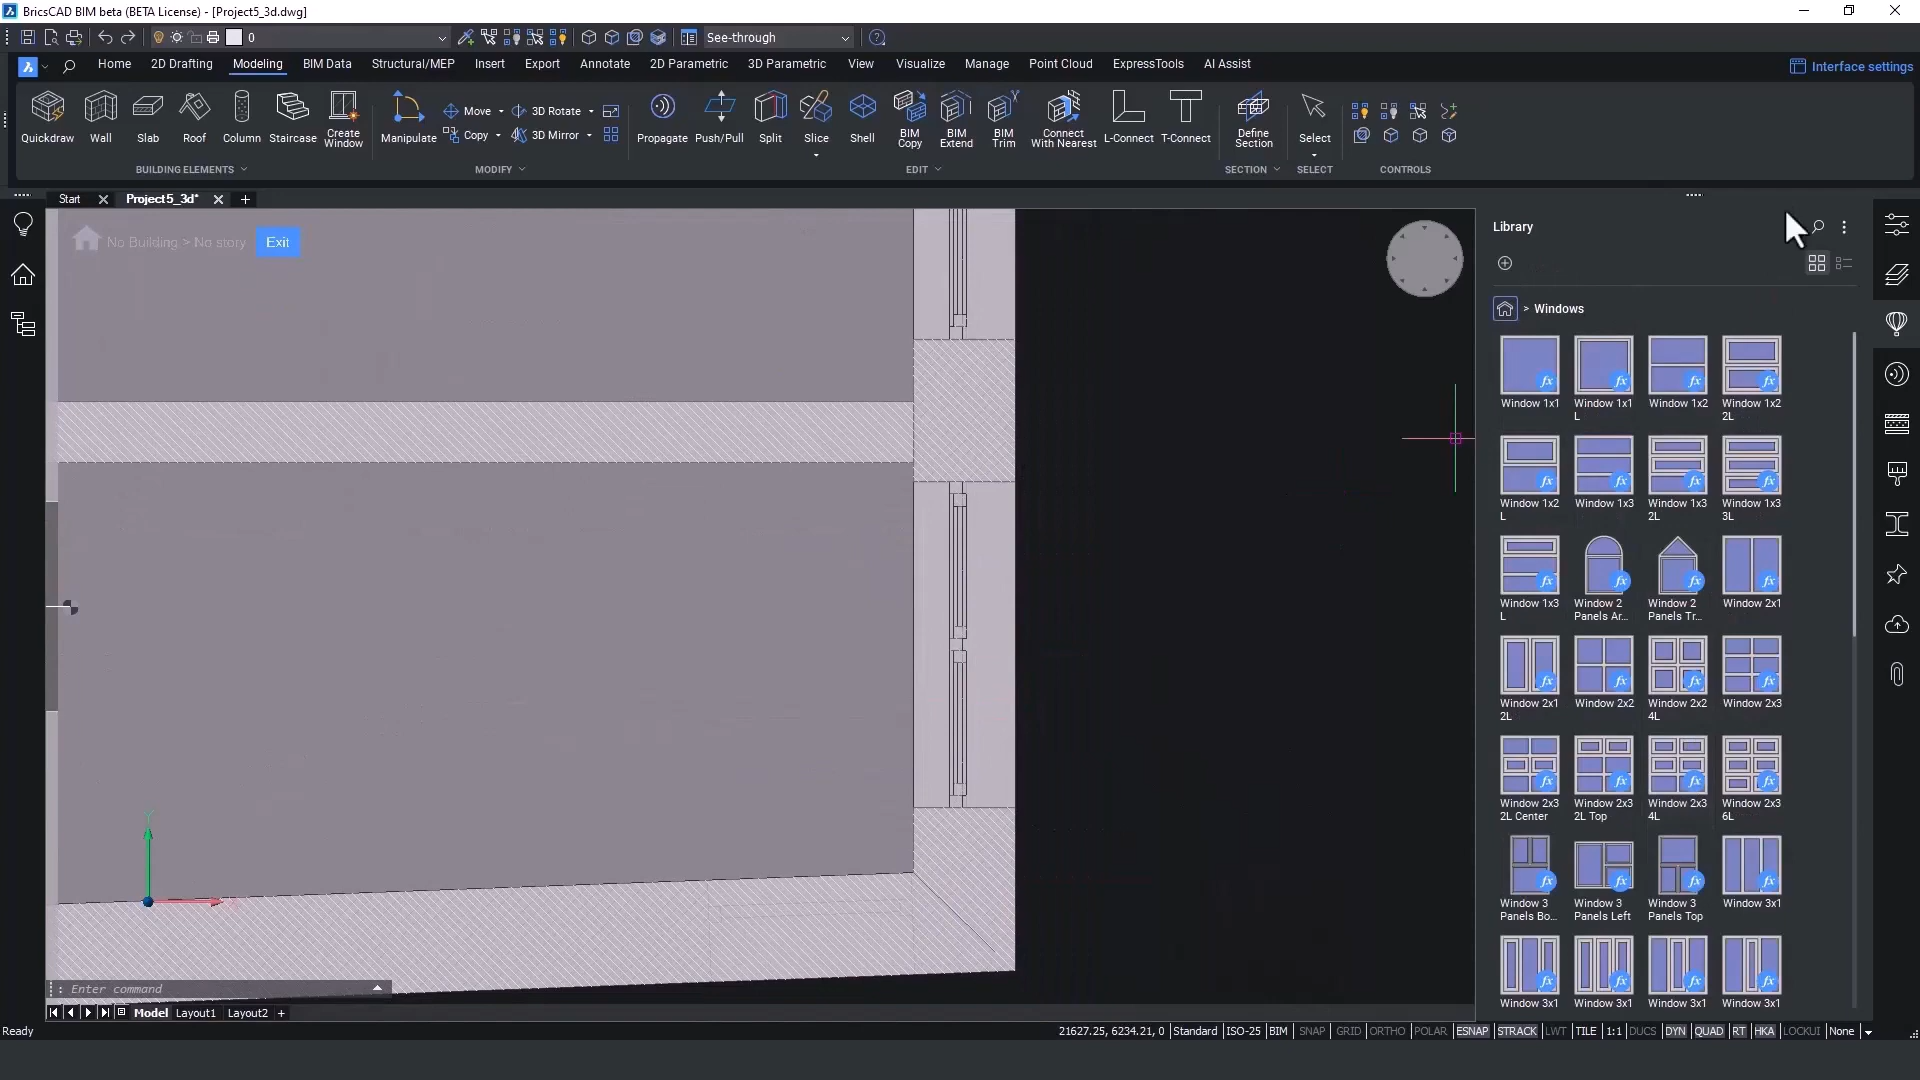 BricsCAD BIM beta (BETA License) - [Project5_3d.dwg]
0
See-through
Home 2D Drafting Modeling BIM Data Structural/MEP Insert Export Annotate 2D Parametric 3D Parametric View Visualize Manage Point Cloud ExpressTools AI Assist Interface settings
Quickdraw Wall Slab Roof Column Staircase Create Window
Manipulate Move 3D Rotate
Copy 3D Mirror
Propagate Push/Pull Split Slice Shell BIM Copy BIM Extend BIM Trim Connect With Nearest L-Connect T-Connect
Define Section
Select
BUILDING ELEMENTS MODIFY EDIT SECTION SELECT CONTROLS
Start Project5_3d*
No Building > No story Exit
Library
> Windows
Window 1x1
Window 1x1 L
Window 1x2
Window 1x2 2L
Window 1x2 L
Window 1x3
Window 1x3 2L
Window 1x3 3L
Window 1x3 L
Window 2 Panels Ar...
Window 2 Panels Tr...
Window 2x1
Window 2x1 2L
Window 2x2
Window 2x2 4L
Window 2x3
Window 2x3 2L Center
Window 2x3 2L Top
Window 2x3 4L
Window 2x3 6L
Window 3 Panels Bo...
Window 3 Panels Left
Window 3 Panels Top
Window 3x1
Window 3x1
Window 3x1
Window 3x1
Window 3x1
Y
: Enter command
Model Layout1 Layout2
Ready
21627.25, 6234.21, 0 Standard ISO-25 BIM SNAP GRID ORTHO POLAR ESNAP STRACK LWT TILE 1:1 DUCS DYN QUAD RT HKA LOCKUI None